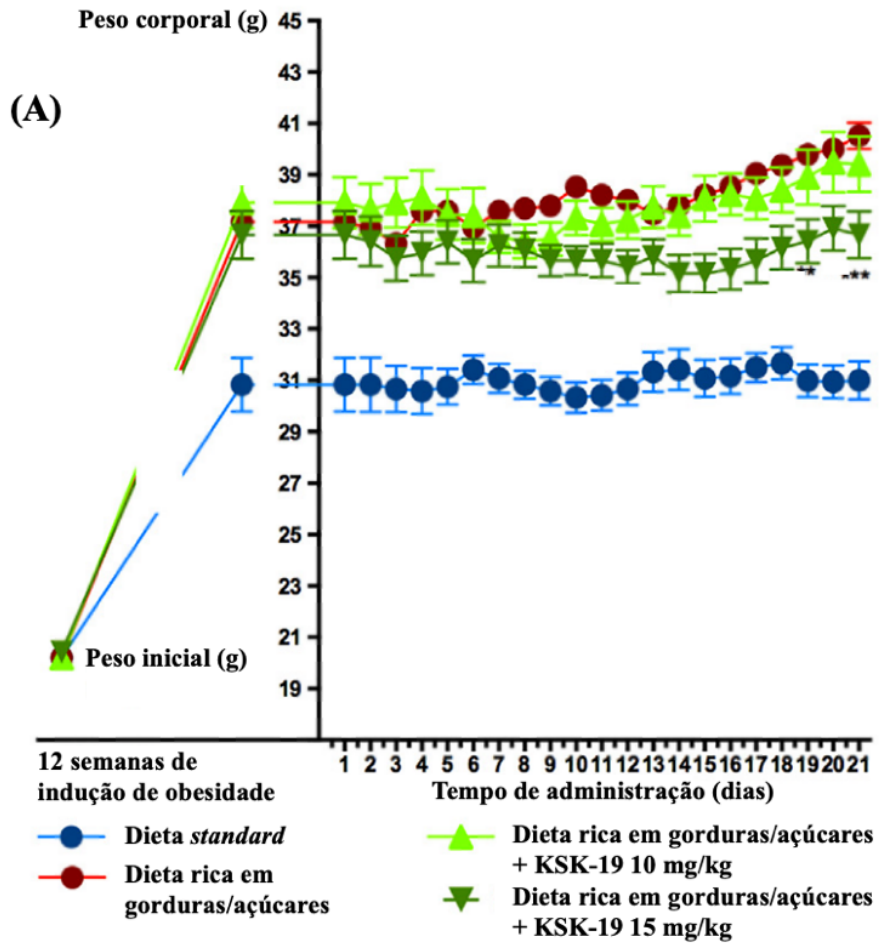 Peso corporal (g)
(A)
45
43
41
39
37
35
33
31
29
27
25
23
21
19
** -**
Peso inicial (g)
1 2 3 4 5 6 7 8 9 10 11 12 13 14 15 16 17 18 19 20 21
12 semanas de
indução de obesidade
Tempo de administração (dias)
Dieta standard
Dieta rica em
gorduras/açúcares
Dieta rica em gorduras/açúcares
+ KSK-19 10 mg/kg
Dieta rica em gorduras/açúcares
+ KSK-19 15 mg/kg